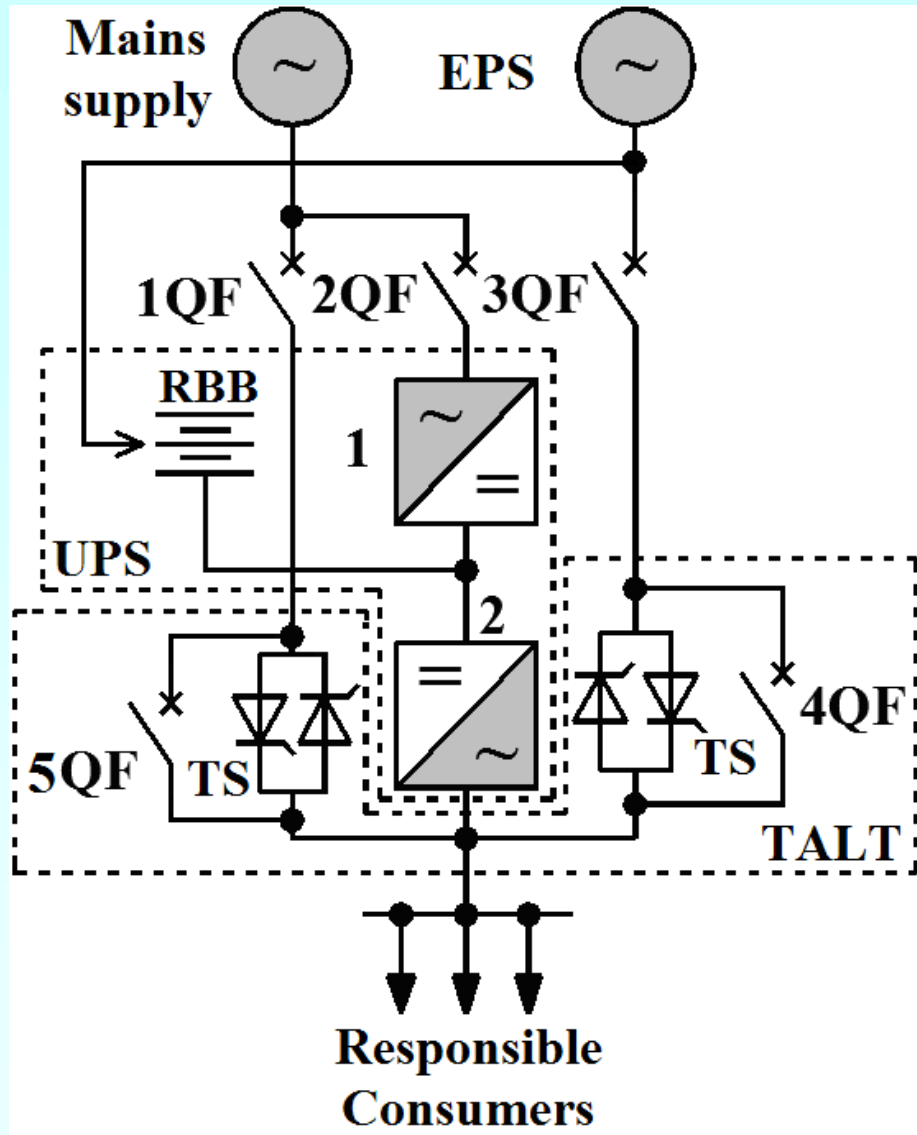 Mains
supply
EPS
1QF
2QF
3QF
RBB
1
UPS
2
5QF
TS
TS
4QF
TALT
Responsible
Consumers